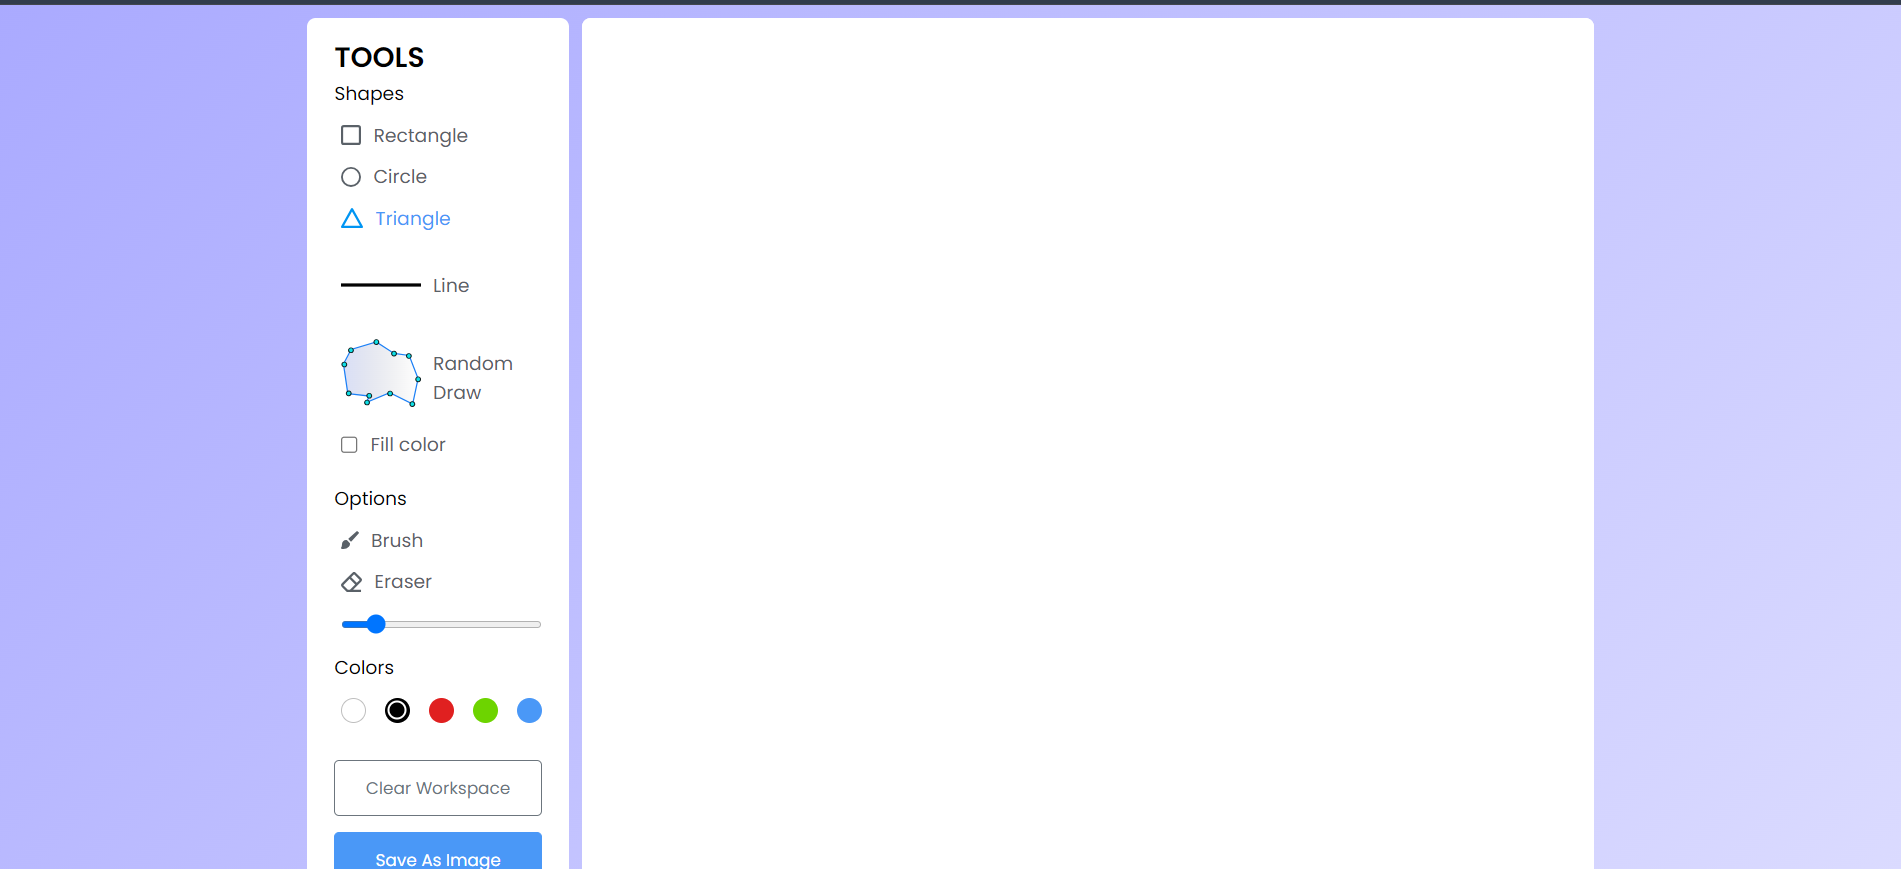 TOOLS
Shapes
Rectangle
Circle
Triangle
Line
Random
Draw
Fill color
Options
Brush
Eraser
Colors
Clear Workspace
Save As Image